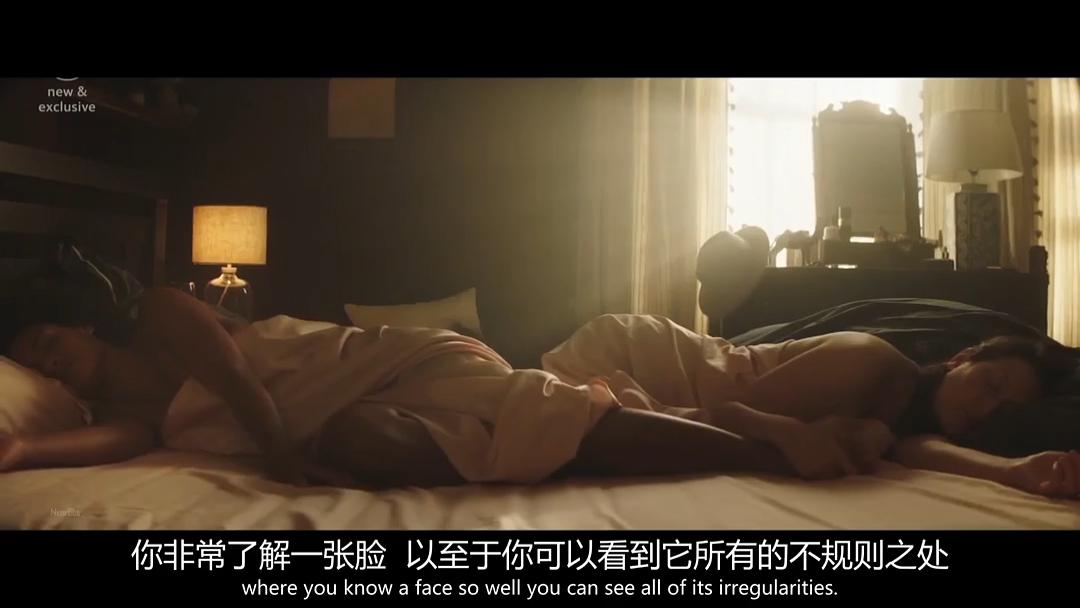 new &
exclusive
你非常了解一张脸 以至于你可以看到它所有的不规则之处
where you know a face so well you can see all of its irregularities.